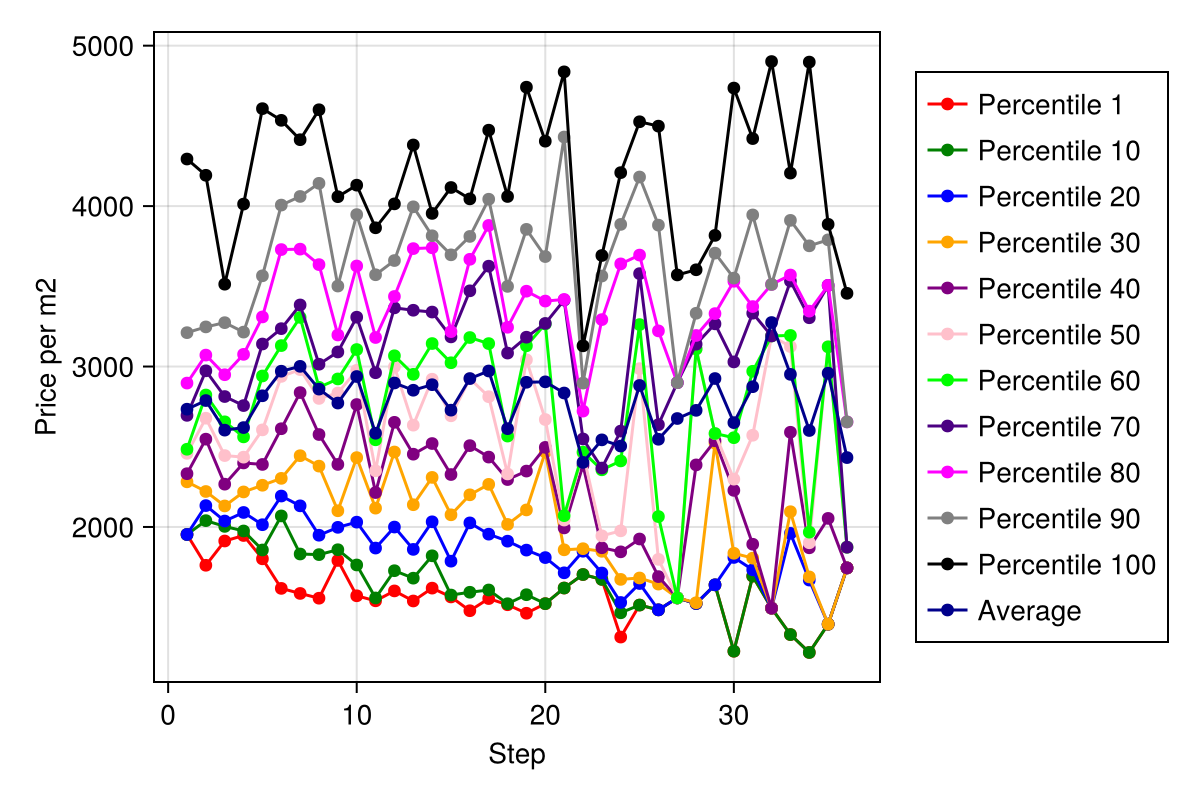 5000
4000
3000
2000
Price per m2
0
10
20
30
Step
Percentile 1
Percentile 10
Percentile 20
Percentile 30
Percentile 40
Percentile 50
Percentile 60
Percentile 70
Percentile 80
Percentile 90
Percentile 100
Average